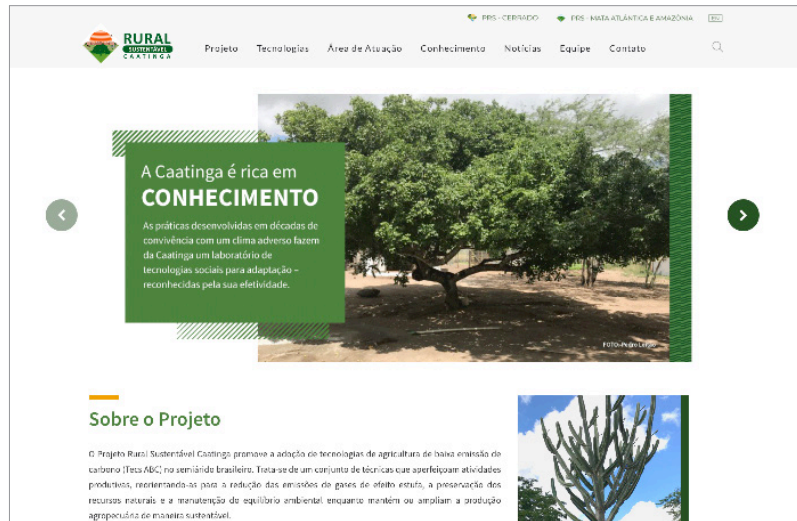 PRS - CERRADO PRS - MATA ATLÂNTICA E AMAZÔNIA
RURAL
SUSTENTÁVEL
CAATINGA
Projeto Tecnologias Área de Atuação Conhecimento Notícias Equipe Contato
A Caatinga é rica em
CONHECIMENTO
As práticas desenvolvidas em décadas de
convivência com um clima adverso fazem
da Caatinga um laboratório de
tecnologias sociais para adaptação –
reconhecidas pela sua efetividade.
FOTO: Pedro Leitão
Sobre o Projeto
O Projeto Rural Sustentável Caatinga promove a adoção de tecnologias de agricultura de baixa emissão de
carbono (Tecs ABC) no semiárido brasileiro. Trata-se de um conjunto de técnicas que aperfeiçoam atividades
produtivas, reorientando-as para a redução das emissões de gases de efeito estufa, a preservação dos
recursos naturais e a manutenção do equilíbrio ambiental enquanto mantém ou ampliam a produção
agropecuária de maneira sustentável.